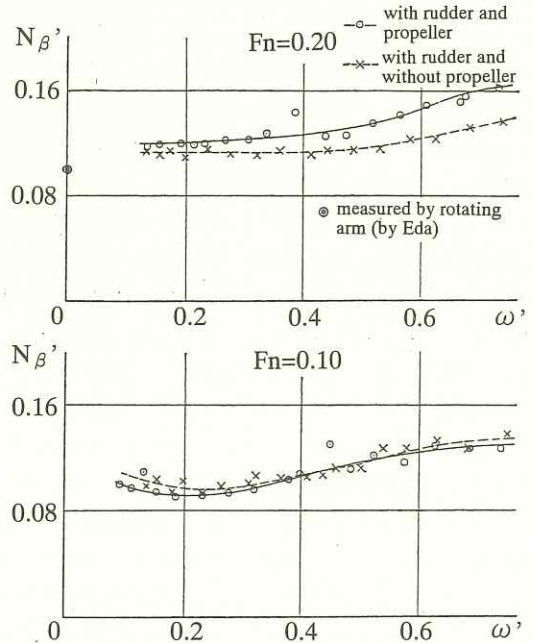 Nβ'
Fn=0.20
with rudder and
propeller
with rudder and
without propeller
0.16
0.08
measured by rotating
arm (by Eda)
0
0.2
0.4
0.6
ω'
Nβ'
Fn=0.10
0.16
0.08
0
0.2
0.4
0.6
ω'